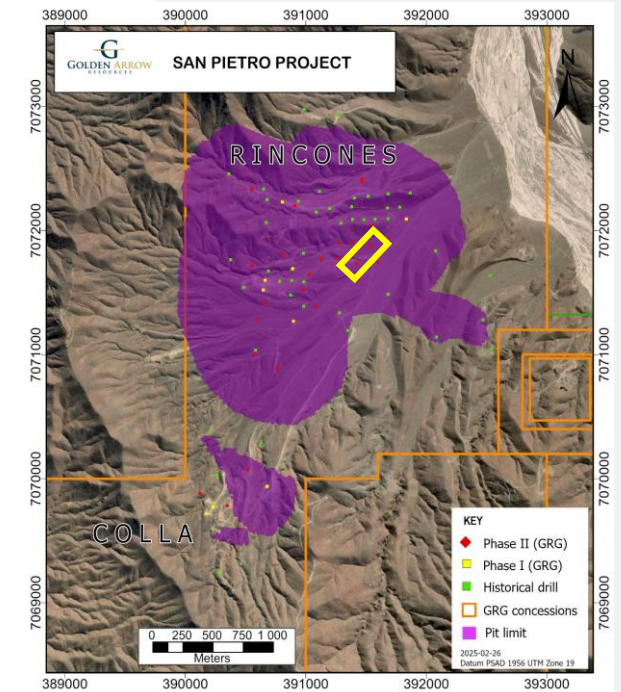 389000 390000 391000 392000 393000
GOLDEN ARROW
RESOURCES
SAN PIETRO PROJECT
N
7073000 7073000
RINCONES
7072000 7072000
7071000 7071000
7070000 7070000
COLLA
7069000 7069000
KEY
Phase II (GRG)
Phase I (GRG)
Historical drill
GRG concessions
Pit limit
2025-02-26
Datum PSAD 1956 UTM Zone 19
0 250 500 750 1 000
Meters
389000 390000 391000 392000 393000